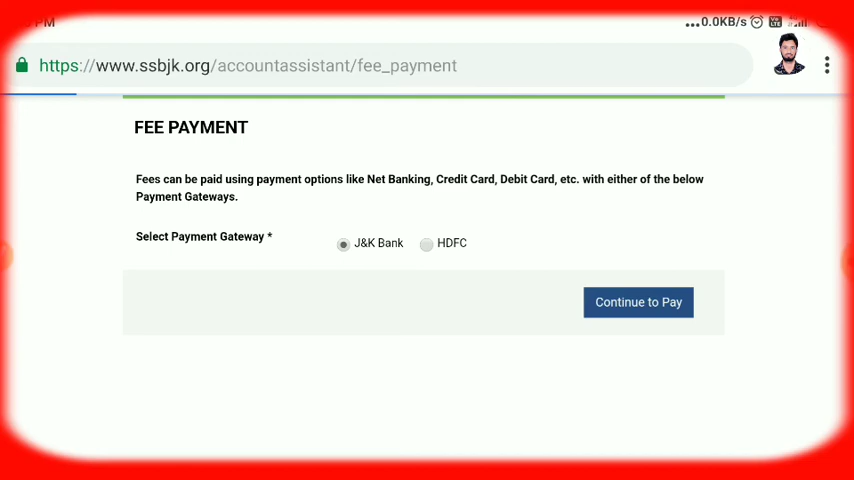 PM ...0.0KB/s
https://www.ssbjk.org/accountassistant/fee_payment
FEE PAYMENT
Fees can be paid using payment options like Net Banking, Credit Card, Debit Card, etc. with either of the below
Payment Gateways.
Select Payment Gateway * J&K Bank HDFC
Continue to Pay